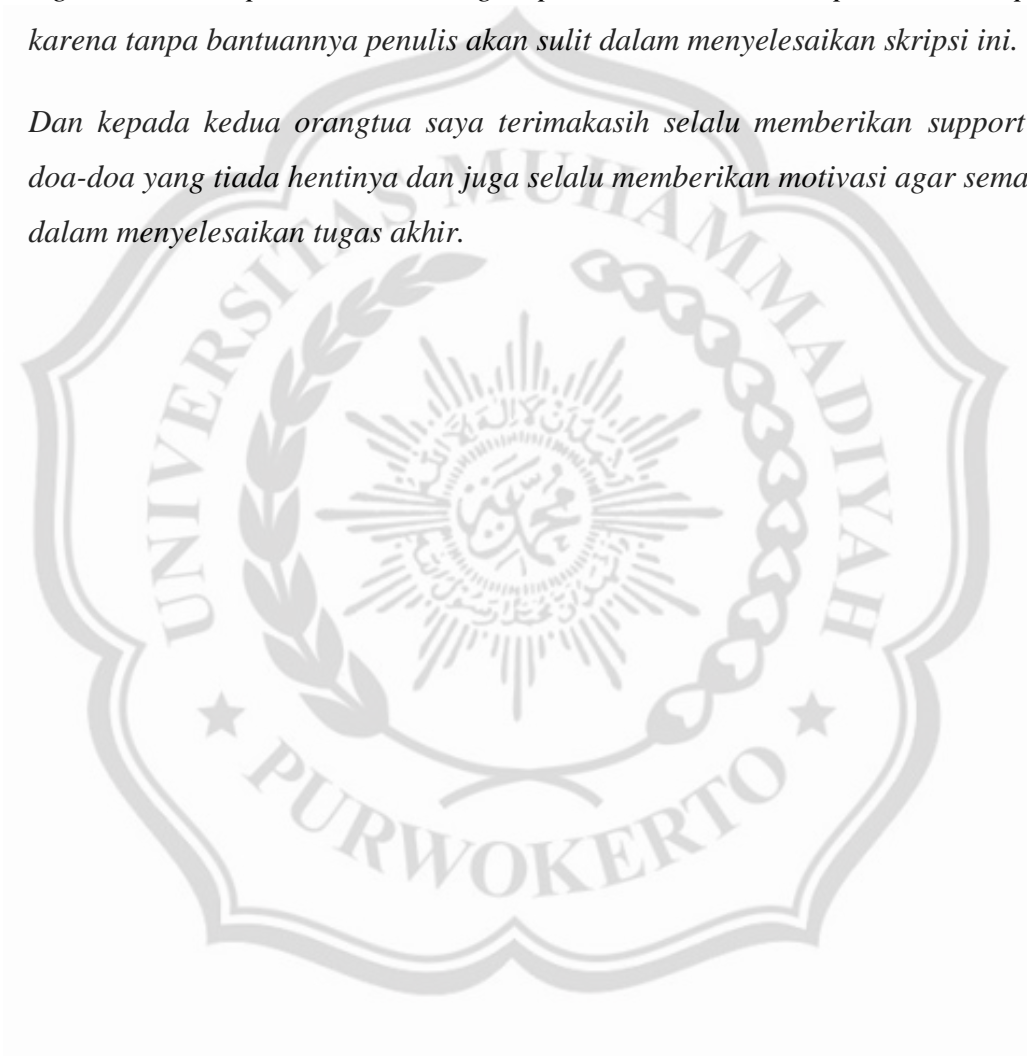 karena tanpa bantuannya penulis akan sulit dalam menyelesaikan skripsi ini.
Dan kepada kedua orangtua saya terimakasih selalu memberikan support
doa-doa yang tiada hentinya dan juga selalu memberikan motivasi agar sema
dalam menyelesaikan tugas akhir.
UNIVERSITAS MUHAMMADIYAH
PURWOKERTO